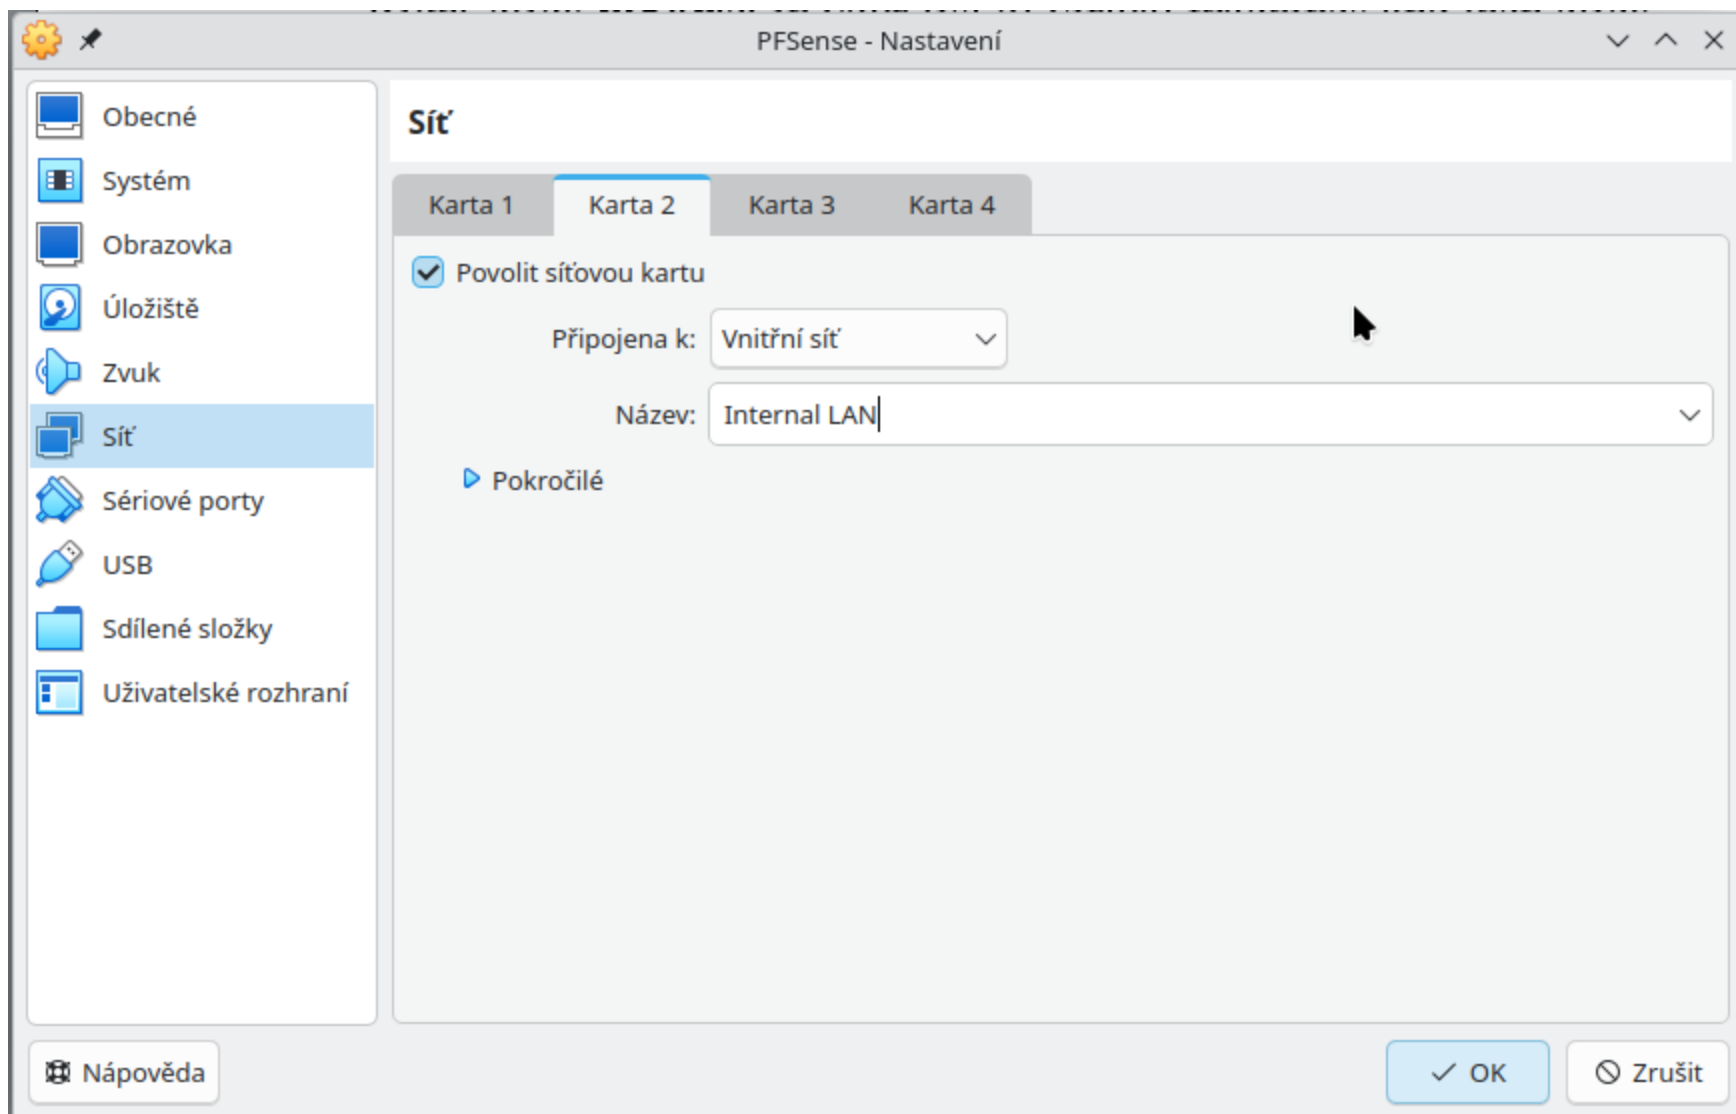 PFSense - Nastavení
Obecné
Systém
Obrazovka
Úložiště
Zvuk
Síť
Sériové porty
USB
Sdílené složky
Uživatelské rozhraní
Síť
Karta 1
Karta 2
Karta 3
Karta 4
Povolit síťovou kartu
Připojena k: Vnitřní síť
Název: Internal LAN
Pokročilé
Nápověda
OK
Zrušit